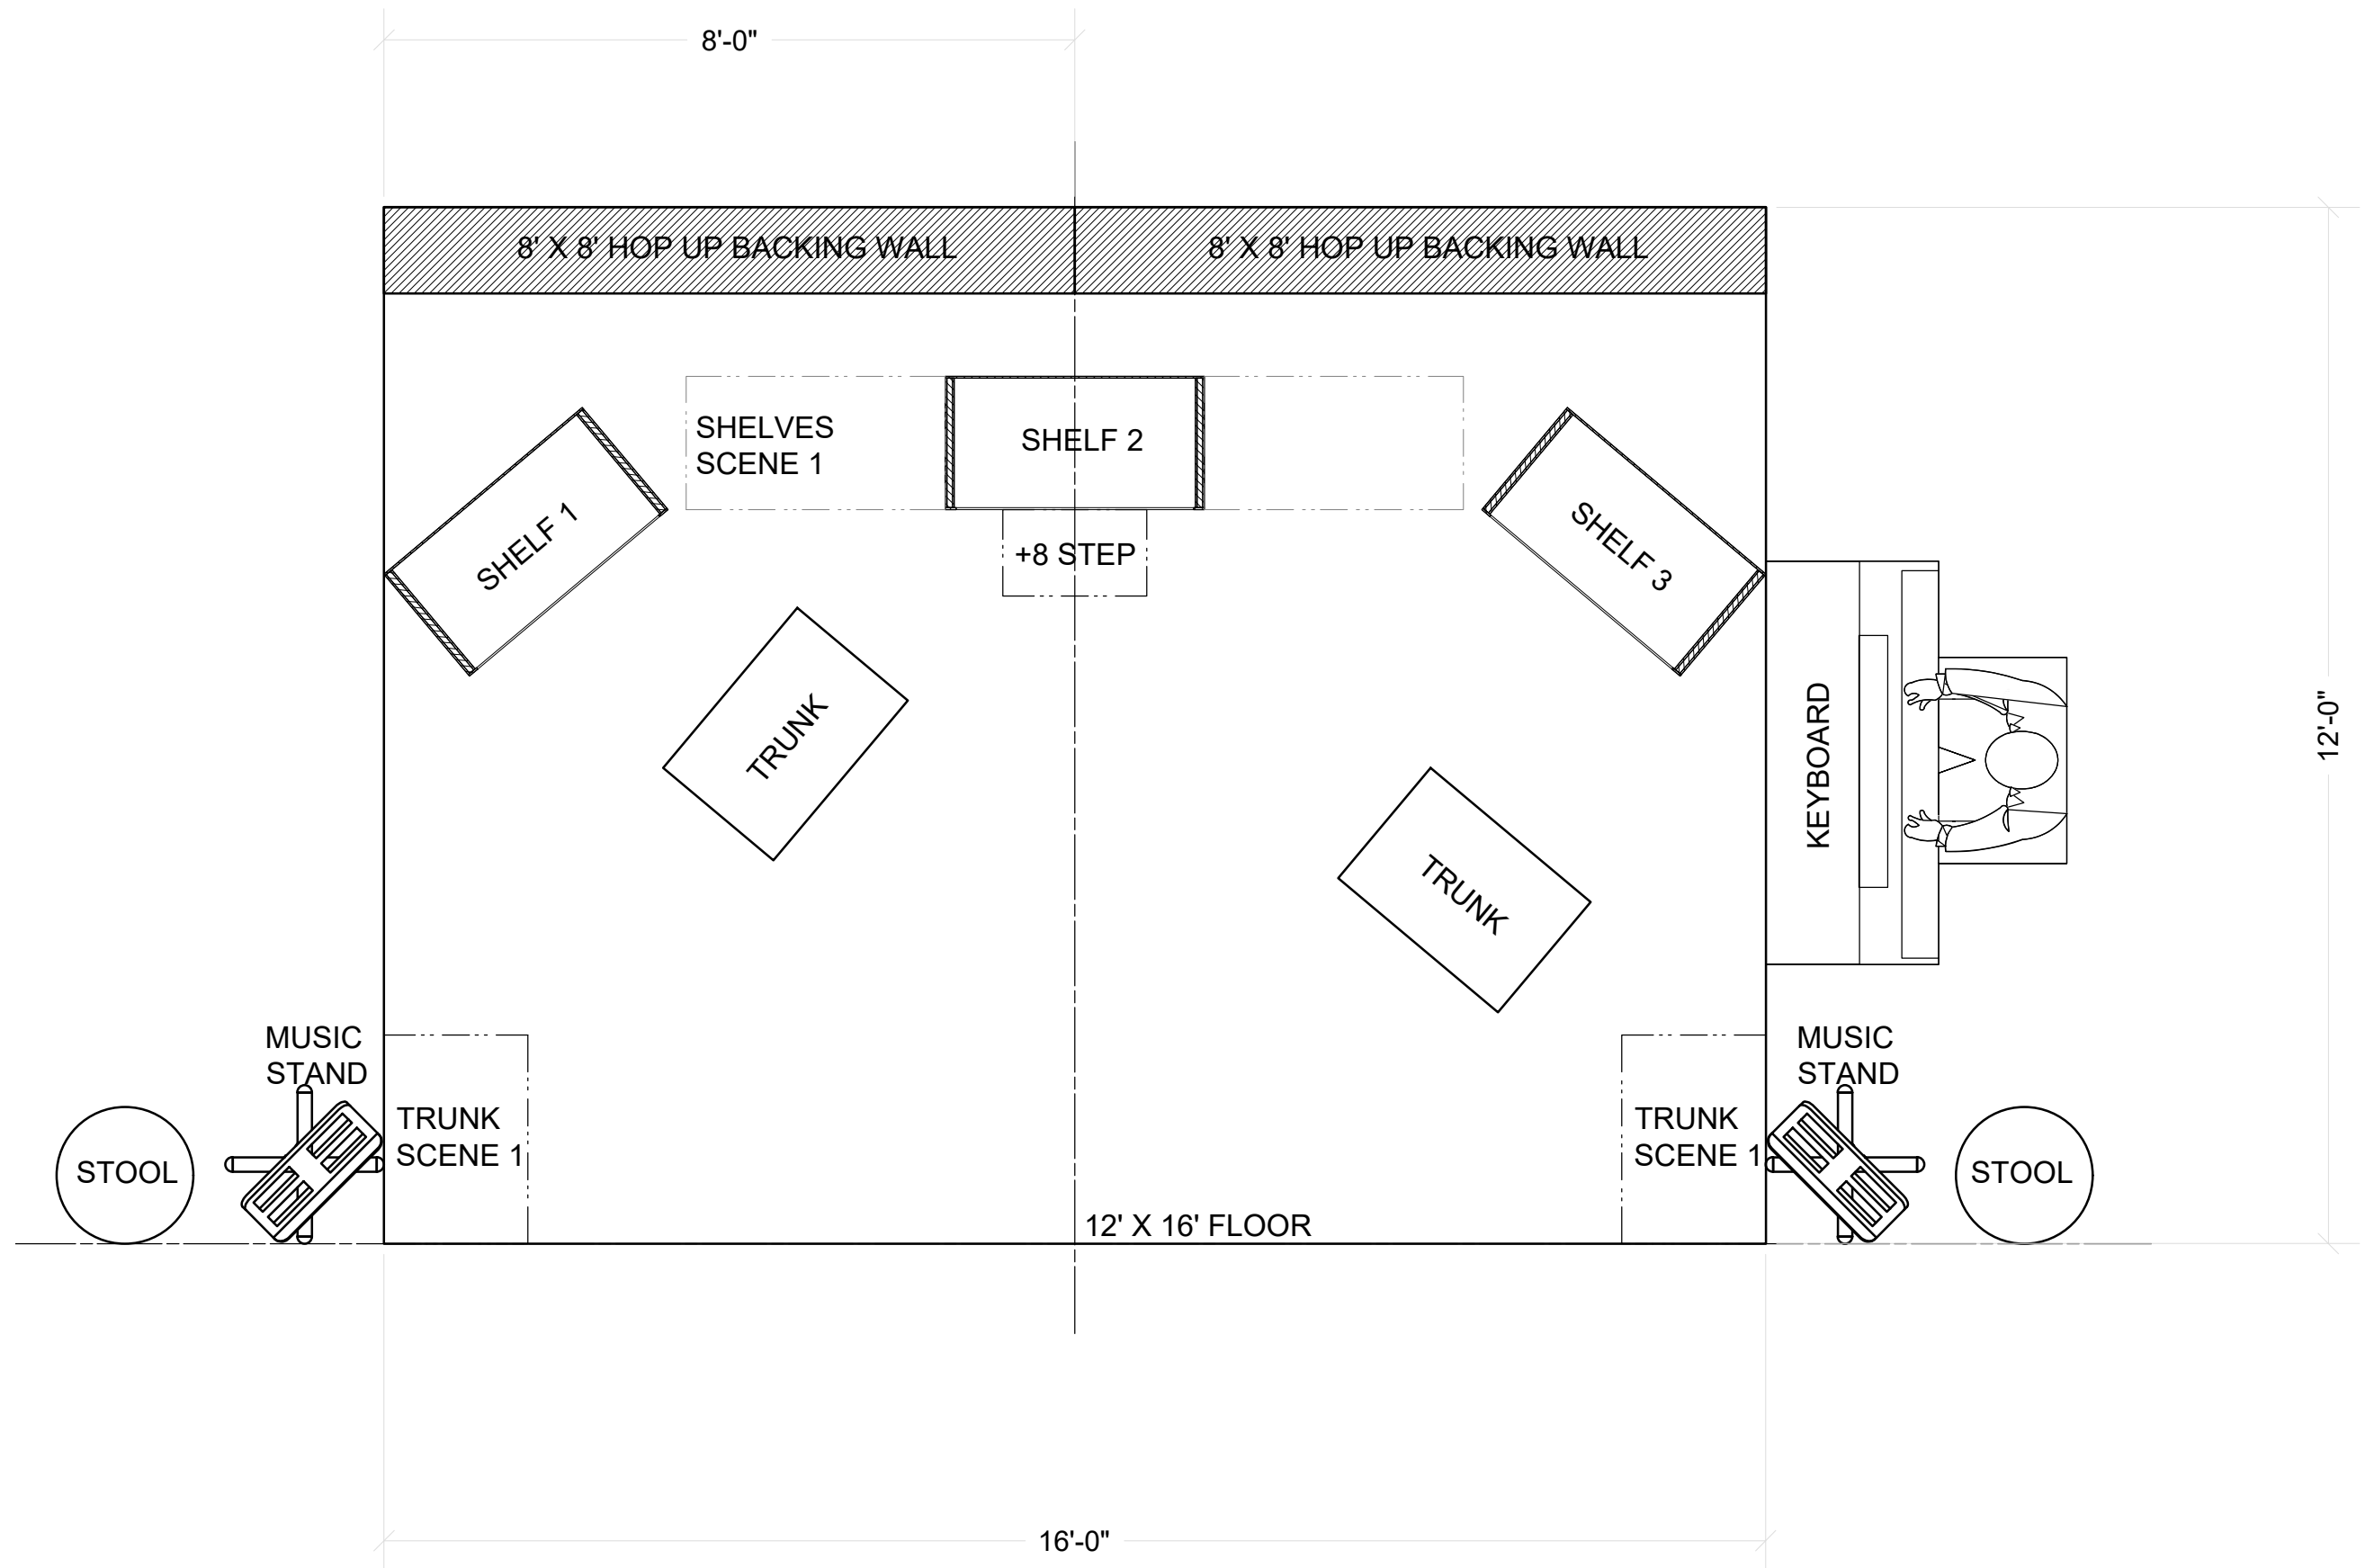 8'-0"
8' X 8' HOP UP BACKING WALL
8' X 8' HOP UP BACKING WALL
SHELVES
SCENE 1
SHELF 2
SHELF 1
SHELF 3
+8 STEP
TRUNK
KEYBOARD
12'-0"
TRUNK
MUSIC
STAND
MUSIC
STAND
TRUNK
SCENE 1
TRUNK
SCENE 1
STOOL
STOOL
12' X 16' FLOOR
16'-0"